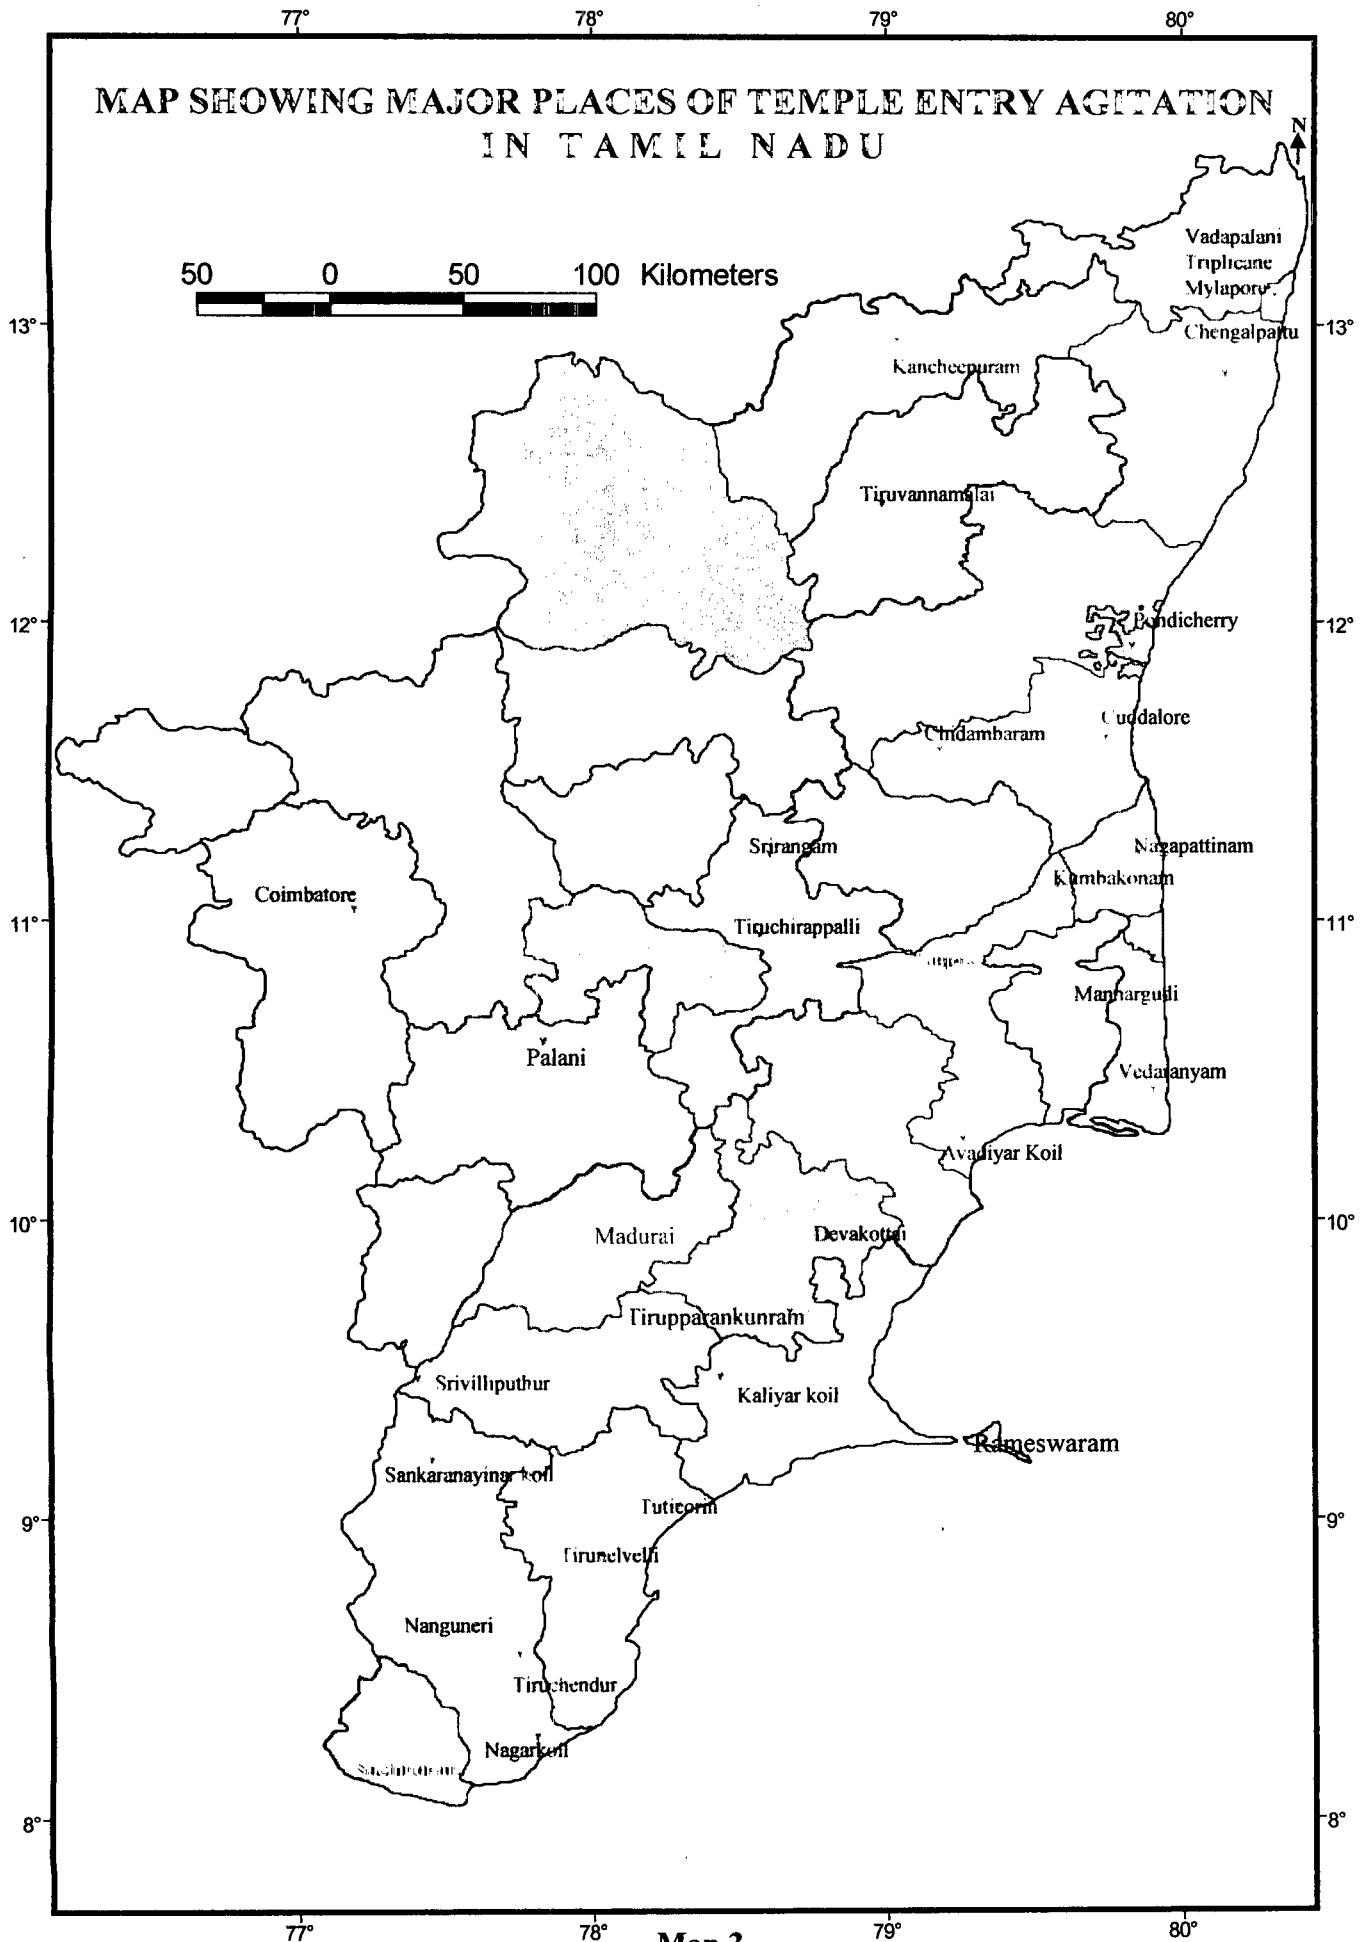 77° 78° 79° 80°
MAP SHOWING MAJOR PLACES OF TEMPLE ENTRY AGITATION
IN TAMIL NADU
N
Vadapalani
Triplicane
Mylapore
50 0 50 100 Kilometers
13° 13°
Chengalpattu
Kancheepuram
Tiruvannamalai
12° 12°
Pondicherry
Cuddalore
Chidambaram
Srirangam
Nagapattinam
Kumbakonam
Coimbatore
11° 11°
Tiruchirappalli
Mannargudi
Palani
Vedaranyam
Avadiyar Koil
10° 10°
Madurai
Devakottai
Tirupparankunram
Srivilliputhur
Kaliyar koil
Rameswaram
Sankaranayinar koil
Tuticorin
9° 9°
Tirunelvelli
Nanguneri
Tiruchendur
Nagarkoil
8° 8°
77° 78° 79° 80°